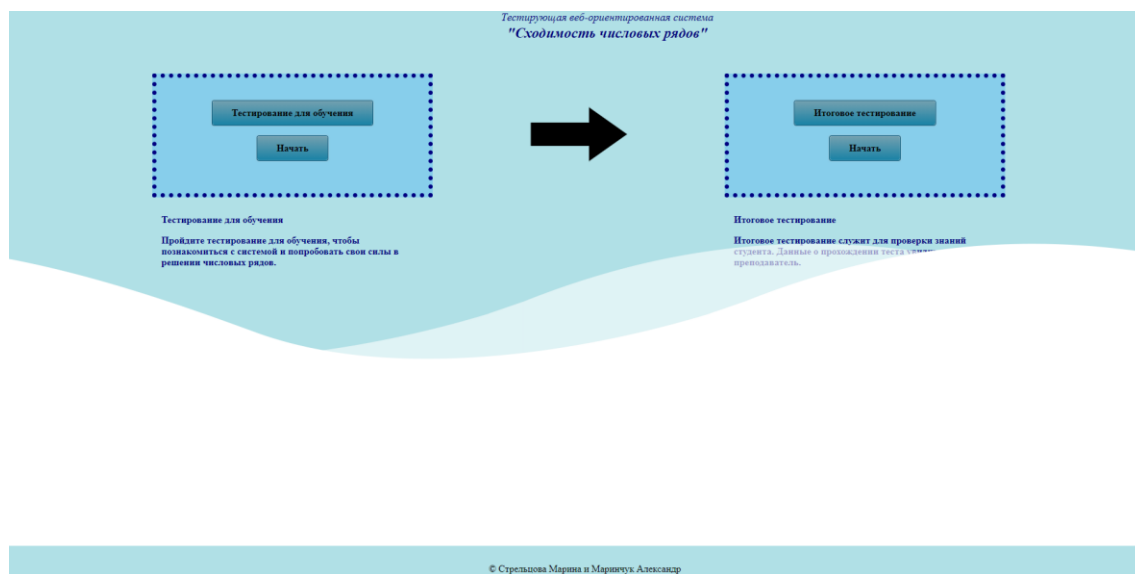 Тестирующая веб-ориентированная система
"Сходимость числовых рядов"
Тестирование для обучения
Начать
Итоговое тестирование
Начать
Тестирование для обучения
Пройдите тестирование для обучения, чтобы
познакомиться с системой и попробовать свои силы в
решении числовых рядов.
Итоговое тестирование
Итоговое тестирование служит для проверки знаний
студента. Данные о прохождении теста
преподаватель.
© Стрельцова Марина и Маринчук Александр